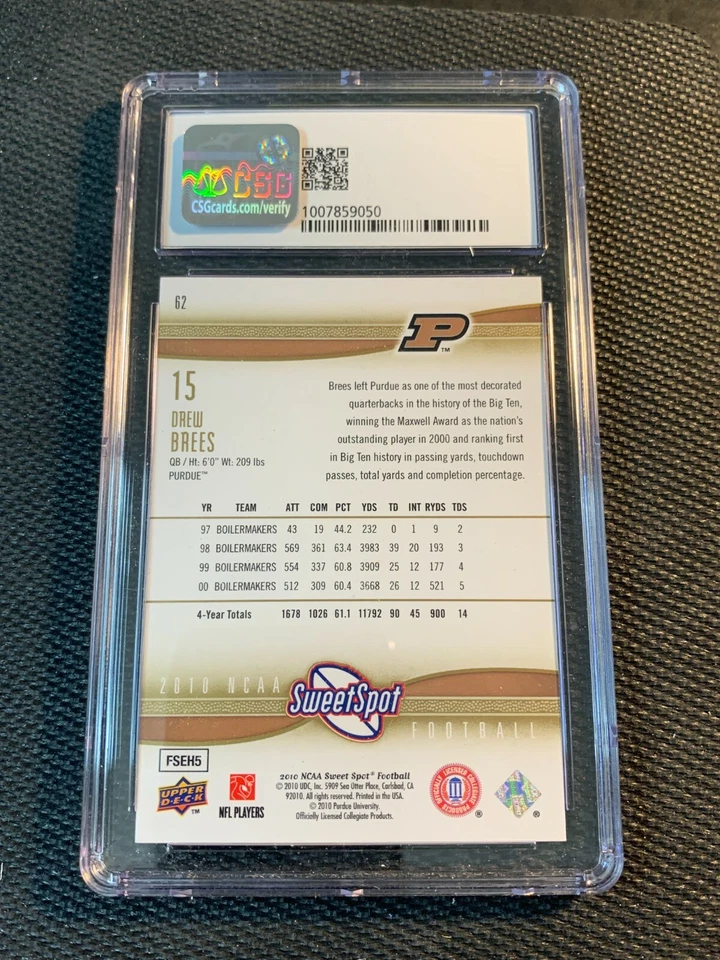 CSG
CSGcards.com/verify
1007859050
62
P
TM
15
DREW
BREES
QB / Ht: 6'0" Wt: 209 lbs
PURDUE™
Brees left Purdue as one of the most decorated
quarterbacks in the history of the Big Ten,
winning the Maxwell Award as the nation's
outstanding player in 2000 and ranking first
in Big Ten history in passing yards, touchdown
passes, total yards and completion percentage.
YR TEAM ATT COM PCT YDS TD INT RYDS TDS
97 BOILERMAKERS 43 19 44.2 232 0 1 9 2
98 BOILERMAKERS 569 361 63.4 3983 39 20 193 3
99 BOILERMAKERS 554 337 60.8 3909 25 12 177 4
00 BOILERMAKERS 512 309 60.4 3668 26 12 521 5
4-Year Totals 1678 1026 61.1 11792 90 45 900 14
2010 NCAA
SweetSpot
FOOTBALL
FSEH5
UPPER
DECK
TM
NFL PLAYERS
2010 NCAA Sweet Spot® Football
© 2010 UDC, Inc. 5909 Sea Otter Place, Carlsbad, CA
92010. All rights reserved. Printed in the USA.
© 2010 Purdue University.
Officially Licensed Collegiate Products.
OFFICIALLY LICENSED COLLEGIATE PRODUCTS
®
®